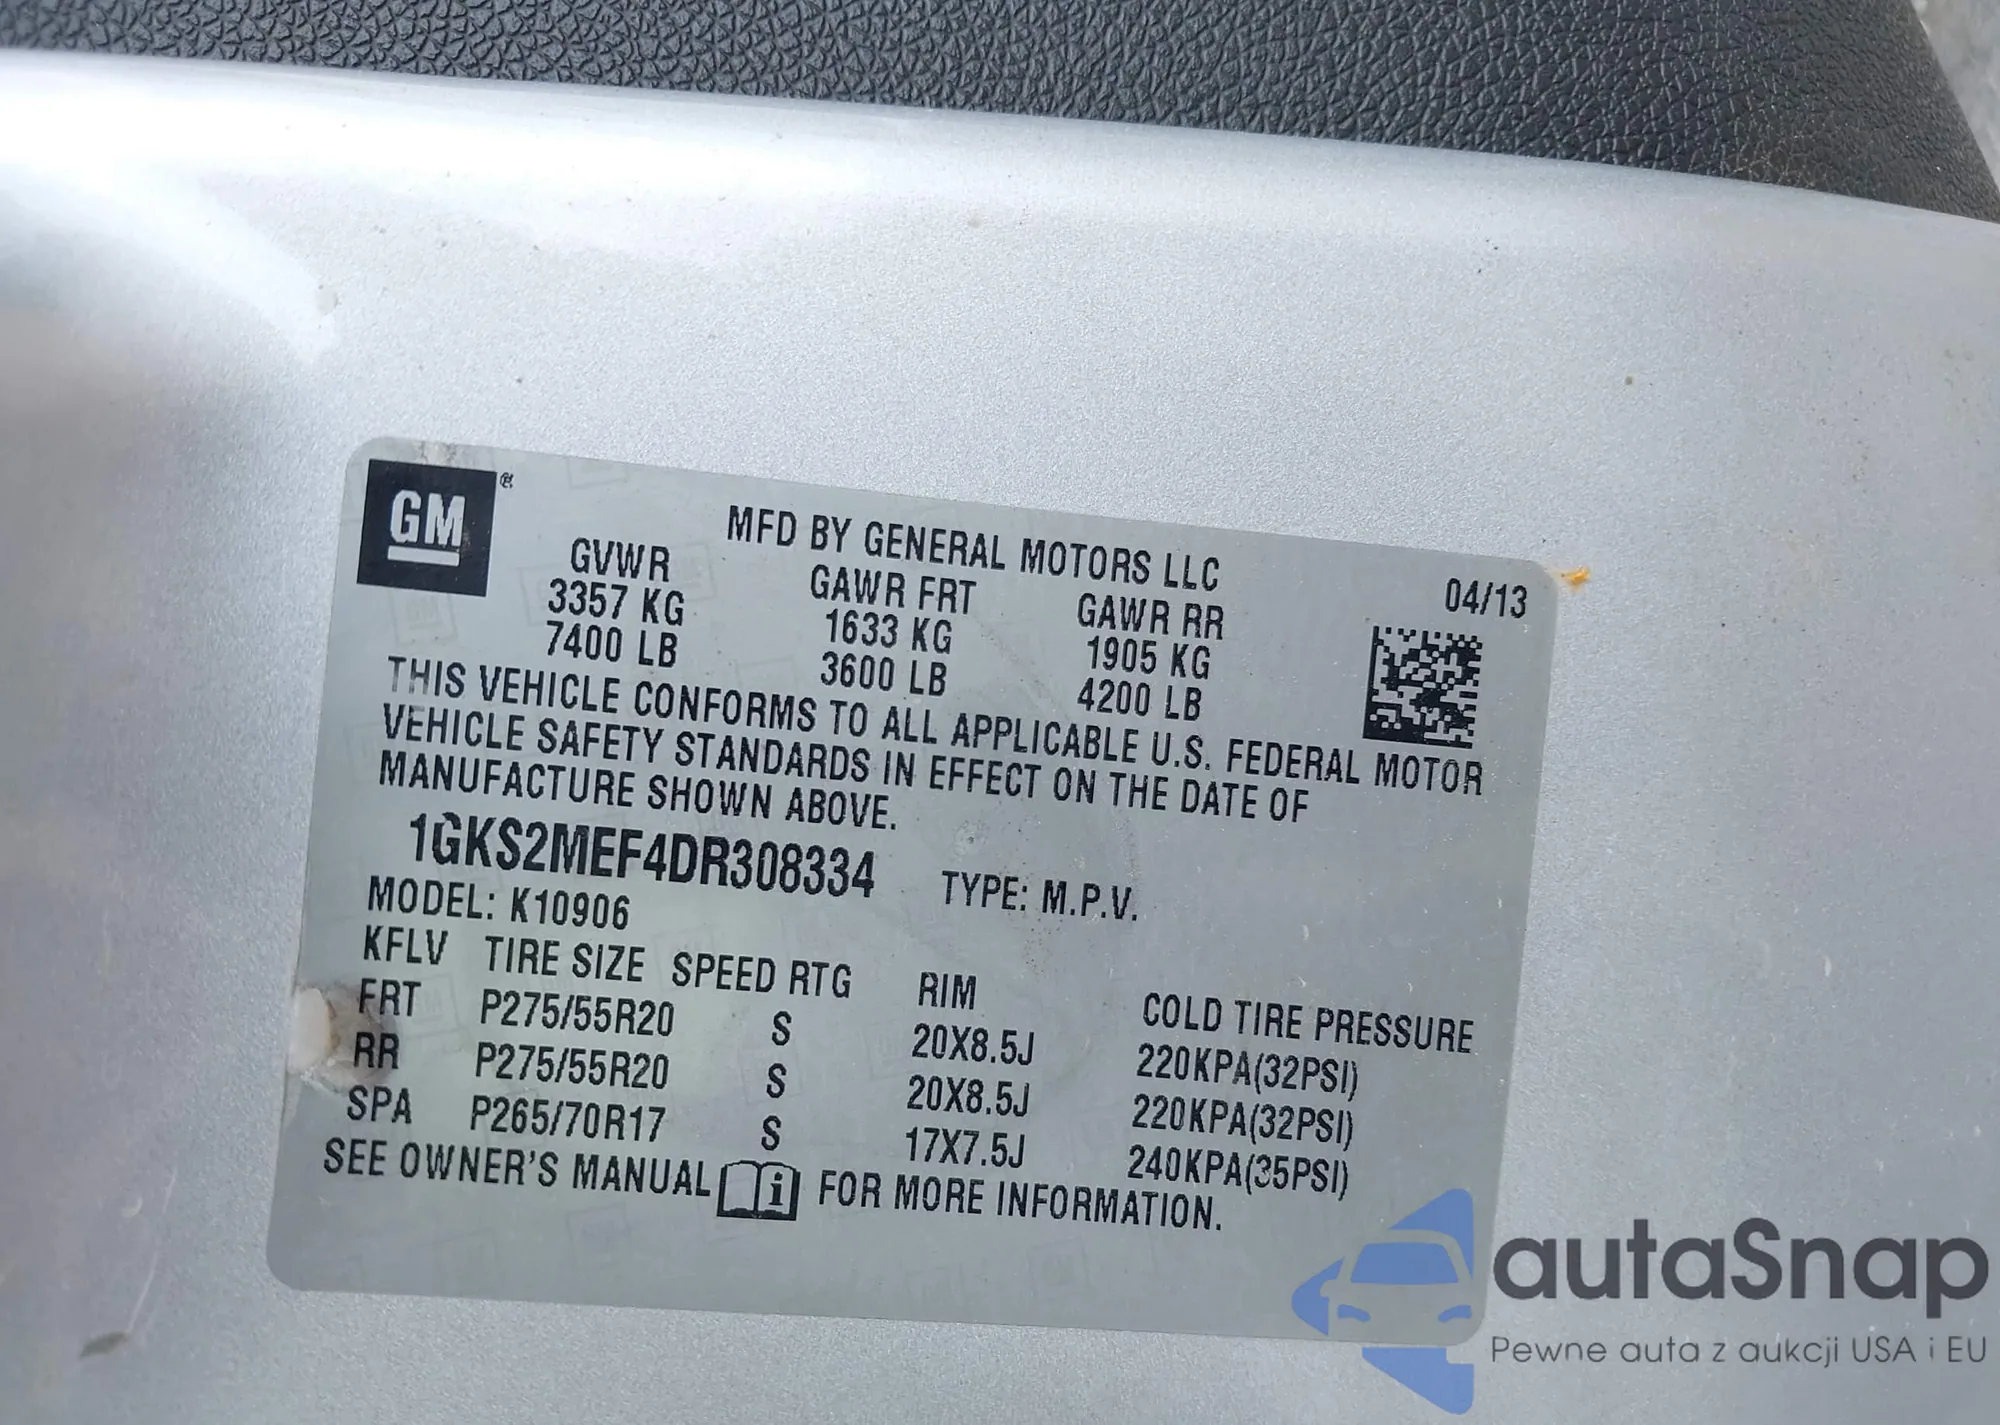 GM®
MFD BY GENERAL MOTORS LLC 04/13
GVWR GAWR FRT GAWR RR
3357 KG 1633 KG 1905 KG
7400 LB 3600 LB 4200 LB
THIS VEHICLE CONFORMS TO ALL APPLICABLE U.S. FEDERAL MOTOR
VEHICLE SAFETY STANDARDS IN EFFECT ON THE DATE OF
MANUFACTURE SHOWN ABOVE.
1GKS2MEF4DR308334 TYPE: M.P.V.
MODEL: K10906
KFLV TIRE SIZE SPEED RTG RIM COLD TIRE PRESSURE
FRT P275/55R20 S 20X8.5J 220KPA(32PSI)
RR P275/55R20 S 20X8.5J 220KPA(32PSI)
SPA P265/70R17 S 17X7.5J 240KPA(35PSI)
SEE OWNER'S MANUAL i FOR MORE INFORMATION.
autaSnap
Pewne auta z aukcji USA i EU